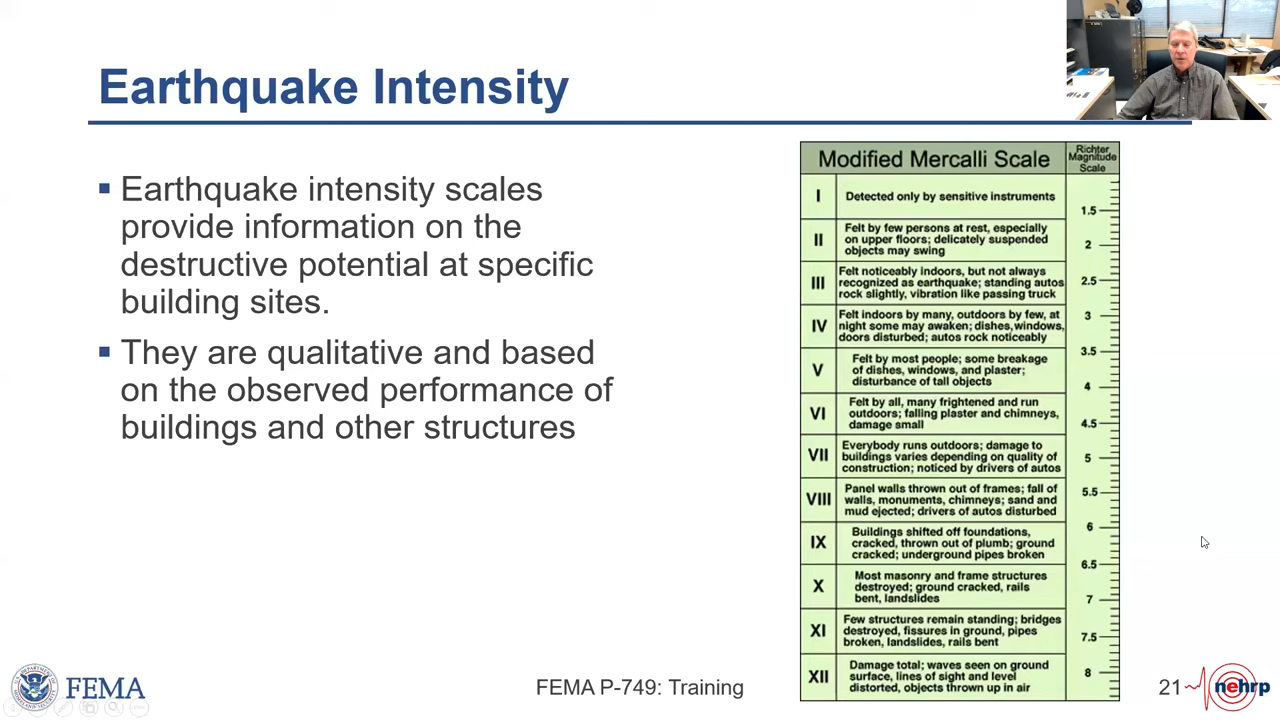 Earthquake Intensity
Earthquake intensity scales
provide information on the
destructive potential at specific
building sites.
They are qualitative and based
on the observed performance of
buildings and other structures
Modified Mercalli Scale
Richter
Magnitude
Scale
I
Detected only by sensitive instruments
1.5
II
Felt by few persons at rest, especially
on upper floors; delicately suspended
objects may swing
2
III
Felt noticeably indoors, but not always
recognized as earthquake; standing autos
rock slightly, vibration like passing truck
2.5
IV
Felt indoors by many, outdoors by few, at
night some may awaken; dishes, windows,
doors disturbed; autos rock noticeably
3
3.5
V
Felt by most people; some breakage
of dishes, windows, and plaster;
disturbance of tall objects
4
VI
Felt by all, many frightened and run
outdoors; falling plaster and chimneys,
damage small
4.5
VII
Everybody runs outdoors; damage to
buildings varies depending on quality of
construction; noticed by drivers of autos
5
VIII
Panel walls thrown out of frames; fall of
walls, monuments, chimneys; sand and
mud ejected; drivers of autos disturbed
5.5
6
IX
Buildings shifted off foundations,
cracked, thrown out of plumb; ground
cracked; underground pipes broken
6.5
X
Most masonry and frame structures
destroyed; ground cracked, rails
bent, landslides
7
XI
Few structures remain standing; bridges
destroyed, fissures in ground, pipes
broken, landslides, rails bent
7.5
XII
Damage total; waves seen on ground
surface, lines of sight and level
distorted, objects thrown up in air
8
FEMA
FEMA P-749: Training
21
nehrp